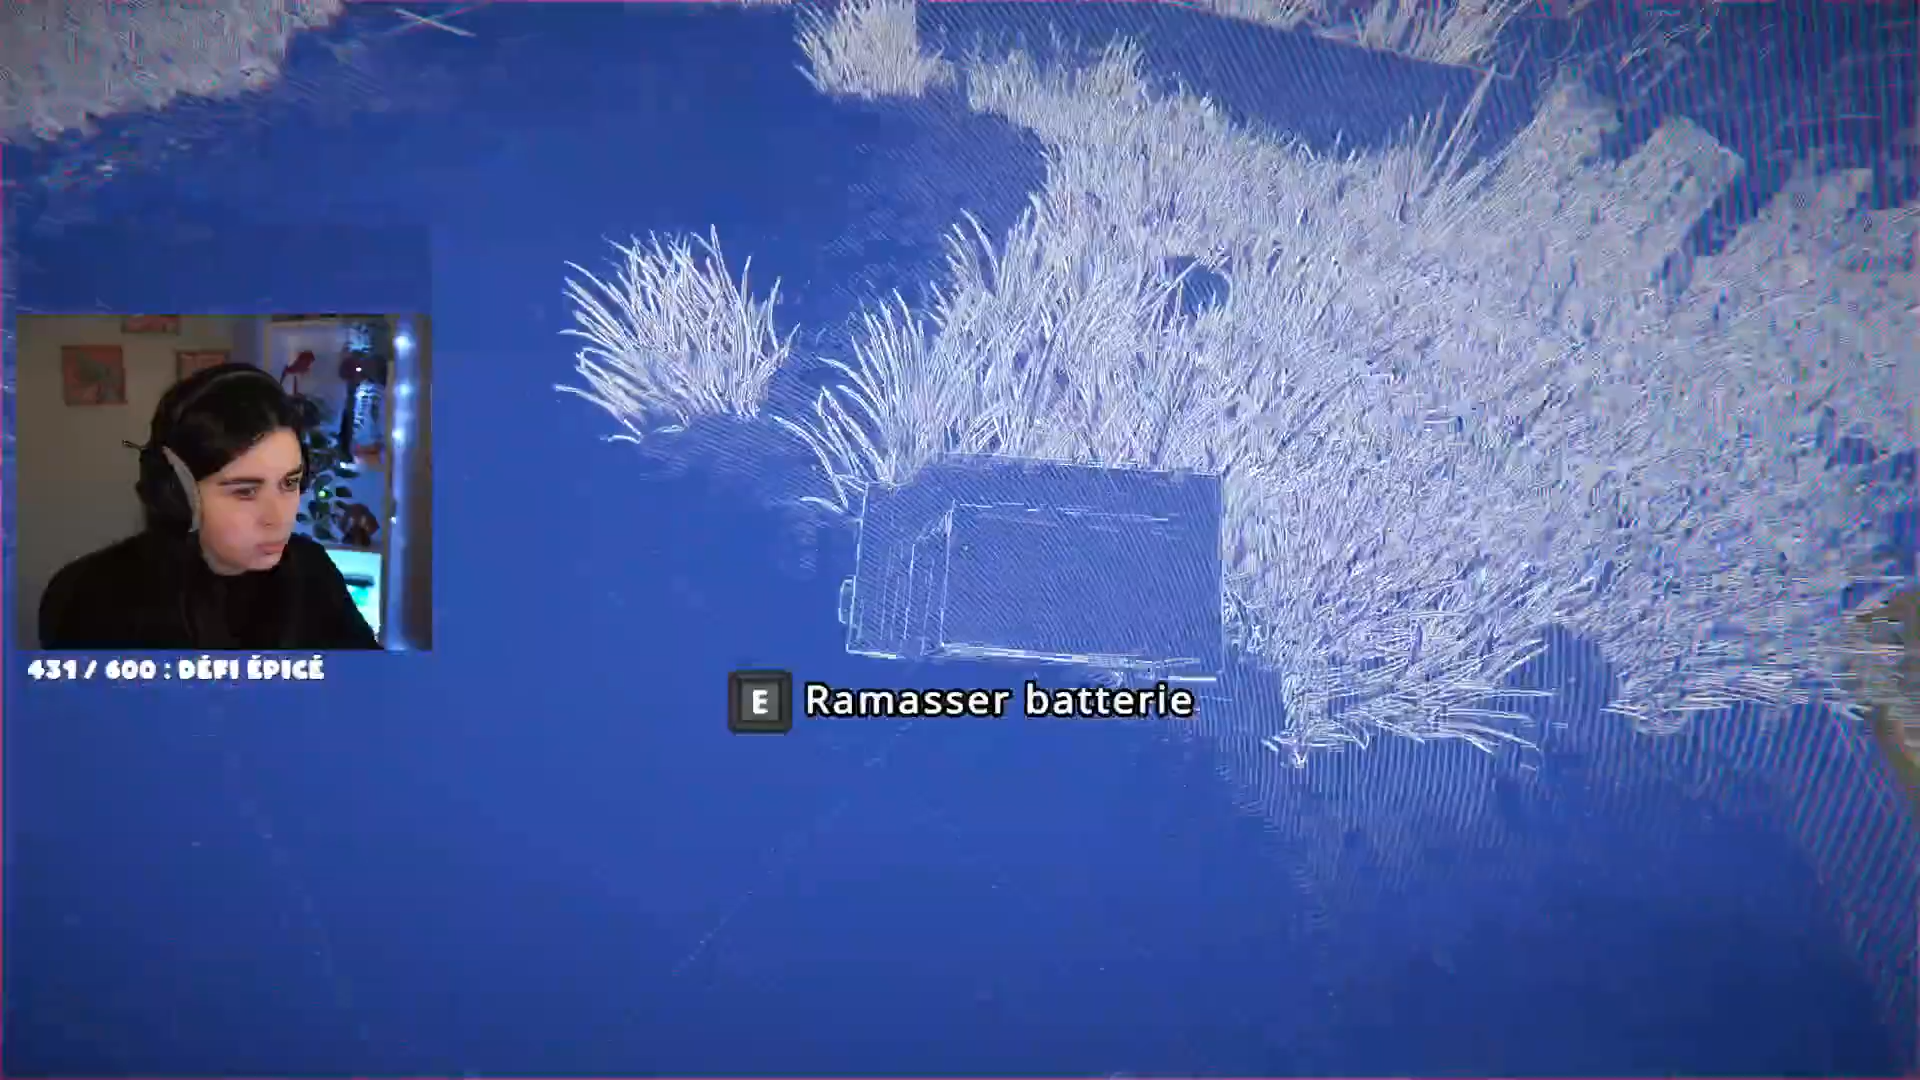 431 / 600 : DÉFI ÉPICÉ
E Ramasser batterie